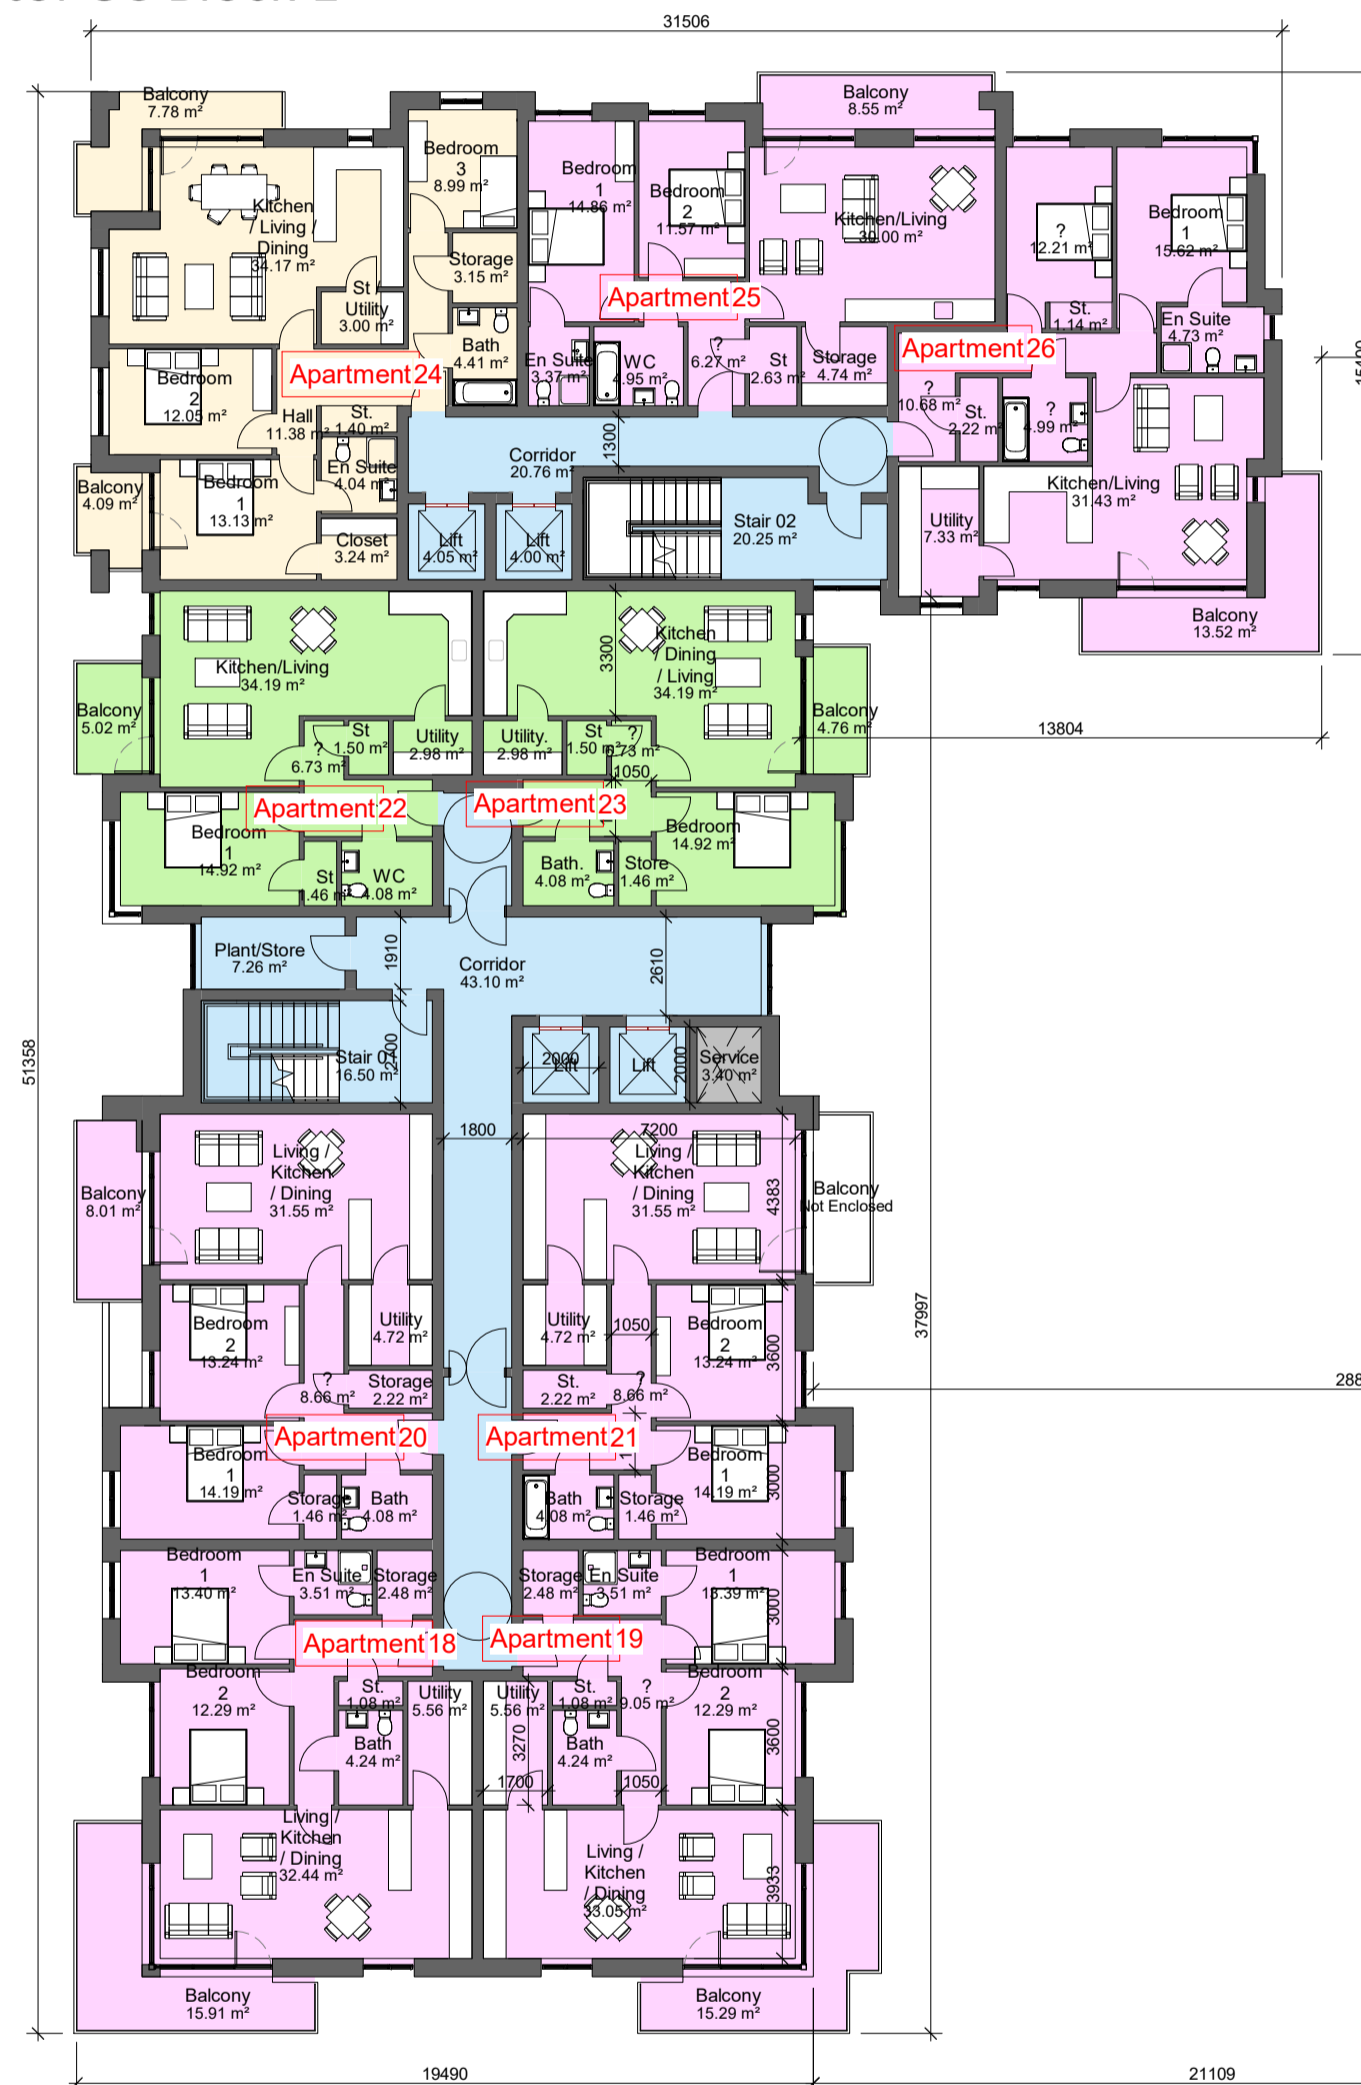 31506
Balcony
7.78 m²
Balcony
8.55 m²
Bedroom
3
8.99 m²
Bedroom
1
14.86 m²
Bedroom
2
11.57 m²
Kitchen
/ Living /
Dining
34.17 m²
Kitchen/Living
30.00 m²
?
12.21 m²
Bedroom
1
15.62 m²
Storage
3.15 m²
St /
Utility
3.00 m²
Apartment 25
St.
1.14 m²
En Suite
4.73 m²
Bath
4.41 m²
En Suite
3.37 m²
WC
4.95 m²
?
6.27 m²
St
2.63 m²
Storage
4.74 m²
Apartment 26
Apartment 24
Bedroom
2
12.05 m²
Hall
11.38 m²
St.
1.40 m²
?
10.68 m²
St.
2.22 m²
?
4.99 m²
1300
Corridor
20.76 m²
En Suite
4.04 m²
Balcony
4.09 m²
Bedroom
1
13.13 m²
Closet
3.24 m²
Lift
4.05 m²
Lift
4.00 m²
Stair 02
20.25 m²
Utility
7.33 m²
Kitchen/Living
31.43 m²
Balcony
13.52 m²
Kitchen/Living
34.19 m²
3300
Kitchen
/ Dining
/ Living
34.19 m²
Balcony
5.02 m²
Balcony
4.76 m²
13804
?
6.73 m²
St
1.50 m²
Utility
2.98 m²
Utility.
2.98 m²
St
1.50 m²
?
6.73 m²
1050
Apartment 22
Apartment 23
Bedroom
1
14.92 m²
Bedroom
14.92 m²
St
1.46 m²
WC
4.08 m²
Bath.
4.08 m²
Store
1.46 m²
Plant/Store
7.26 m²
1910
Corridor
43.10 m²
2610
51358
Stair 01
16.50 m²
2700
2000
Lift
Lift
2000
Service
3.40 m²
1800
7200
Living /
Kitchen
/ Dining
31.55 m²
Living /
Kitchen
/ Dining
31.55 m²
4383
Balcony
8.01 m²
Balcony
Not Enclosed
37997
Bedroom
2
13.24 m²
Utility
4.72 m²
Utility
4.72 m²
1050
Bedroom
2
13.24 m²
3600
?
8.66 m²
Storage
2.22 m²
St.
2.22 m²
?
8.66 m²
288
Apartment 20
Apartment 21
Bedroom
1
14.19 m²
Bedroom
1
14.19 m²
3000
Storage
1.46 m²
Bath
4.08 m²
Bath
4.08 m²
Storage
1.46 m²
Bedroom
1
13.40 m²
En Suite
3.51 m²
Storage
2.48 m²
Storage
2.48 m²
En Suite
3.51 m²
Bedroom
1
13.39 m²
3000
Apartment 18
Apartment 19
Bedroom
2
12.29 m²
St.
1.08 m²
Utility
5.56 m²
Utility
5.56 m²
St.
1.08 m²
?
9.05 m²
Bedroom
2
12.29 m²
3600
Bath
4.24 m²
3270
Bath
4.24 m²
1700
1050
Living /
Kitchen
/ Dining
32.44 m²
Living /
Kitchen
/ Dining
33.05 m²
3933
Balcony
15.91 m²
Balcony
15.29 m²
19490
21109